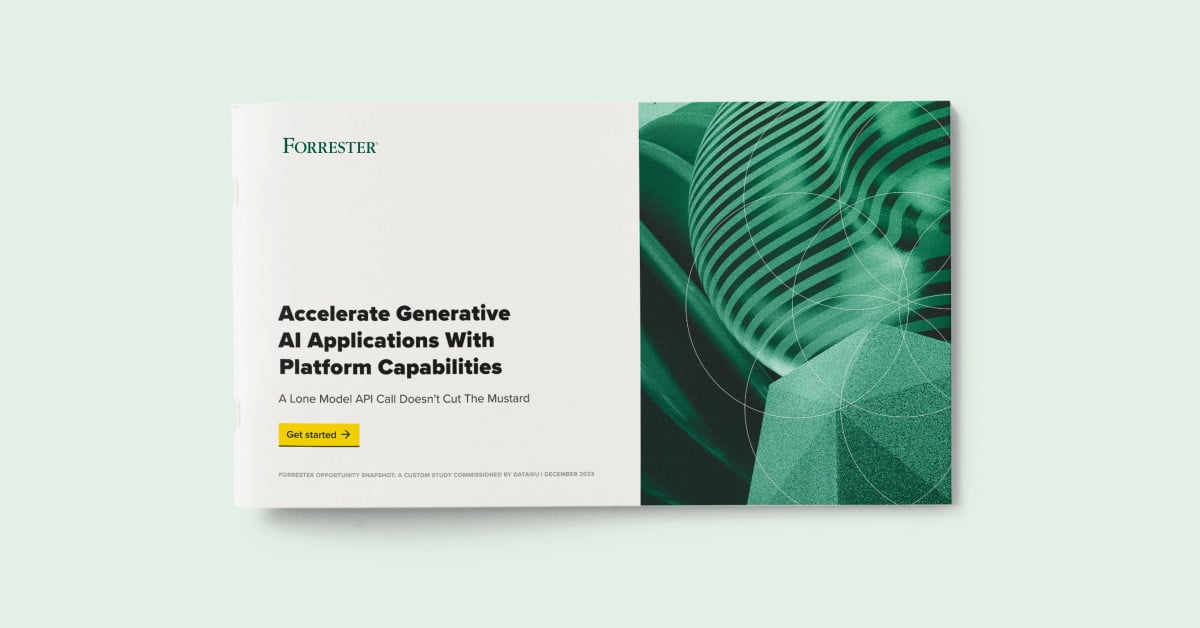 FORRESTER®
Accelerate Generative
AI Applications With
Platform Capabilities
A Lone Model API Call Doesn't Cut The Mustard
Get started →
FORRESTER OPPORTUNITY SNAPSHOT: A CUSTOM STUDY COMMISSIONED BY DATAIKU | DECEMBER 2023